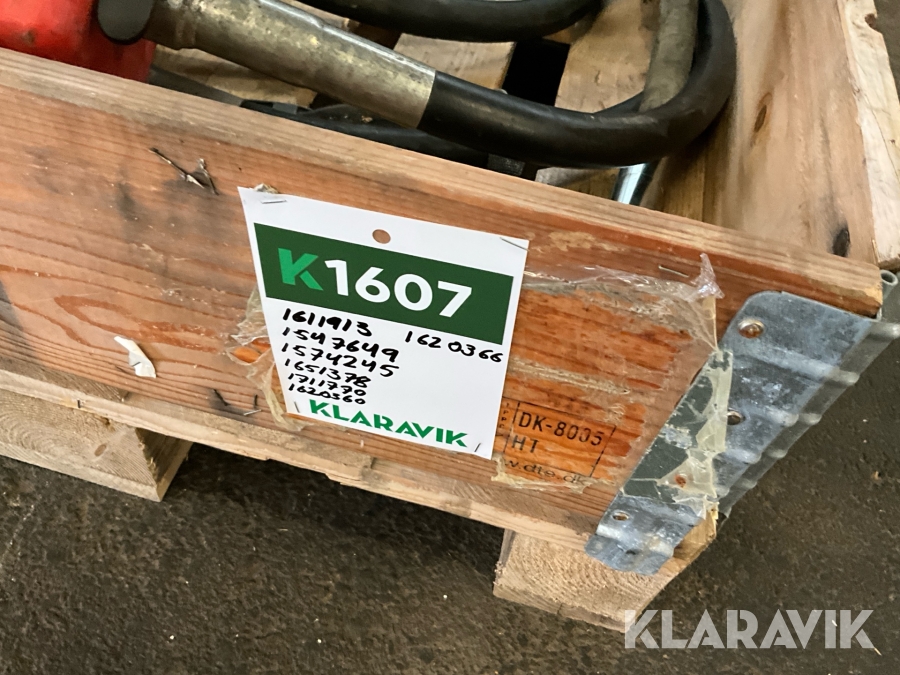 K1607
1611913 1620366
1547649
1574245
1651378
1711770
1620360
KLARAVIK
DK-8005
HT
KLARAVIK